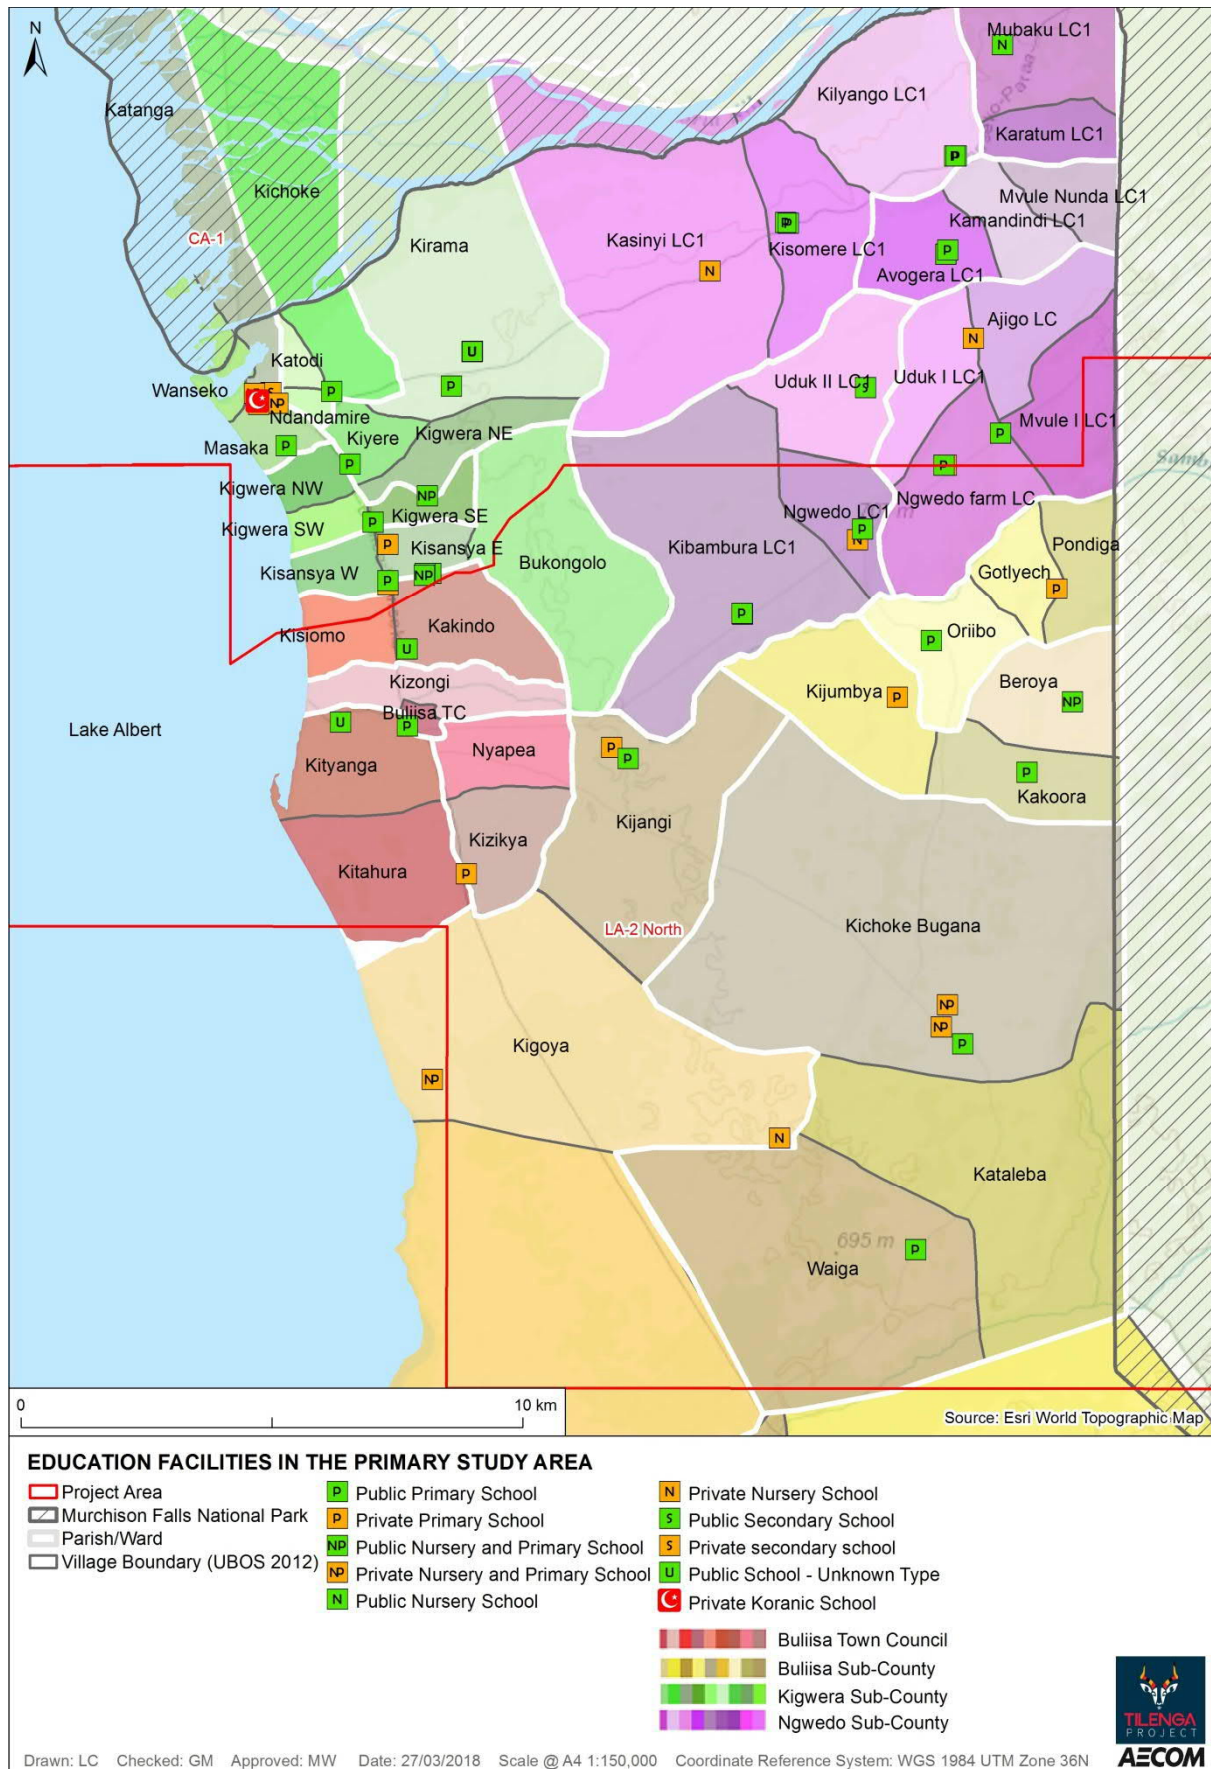 N
Mubaku LC1
Kilyango LC1
Katanga
Karatum LC1
Kichoke
Mvule Nunda LC1
Kamandindi LC1
CA-1
Kirama
Kasinyi LC1
Kisomere LC1
Avogera LC1
Ajigo LC
Katodi
Wanseko
Uduk II LC1
Uduk I LC1
Ndandamire
Kiyere
Kigwera NE
Mvule I LC1
Masaka
Kigwera NW
Ngwedo farm LC
Ngwedo LC1
Kigwera SE
Kigwera SW
Kisansya E
Kibambura LC1
Pondiga
Bukongolo
Gotlyech
Kisansya W
Kisiomo
Kakindo
Oriibo
Kizongi
Beroya
Kijumbya
Buliisa TC
Lake Albert
Nyapea
Kityanga
Kakoora
Kijangi
Kizikya
Kitahura
LA-2 North
Kichoke Bugana
Kigoya
Kataleba
695 m
Waiga
0
10 km
Source: Esri World Topographic Map
EDUCATION FACILITIES IN THE PRIMARY STUDY AREA
Project Area
Murchison Falls National Park
Parish/Ward
Village Boundary (UBOS 2012)
P Public Primary School
P Private Primary School
NP Public Nursery and Primary School
NP Private Nursery and Primary School
N Public Nursery School
N Private Nursery School
S Public Secondary School
S Private secondary school
U Public School - Unknown Type
Private Koranic School
Buliisa Town Council
Buliisa Sub-County
Kigwera Sub-County
Ngwedo Sub-County
TILENGA
PROJECT
AECOM
Drawn: LC Checked: GM Approved: MW Date: 27/03/2018 Scale @ A4 1:150,000 Coordinate Reference System: WGS 1984 UTM Zone 36N